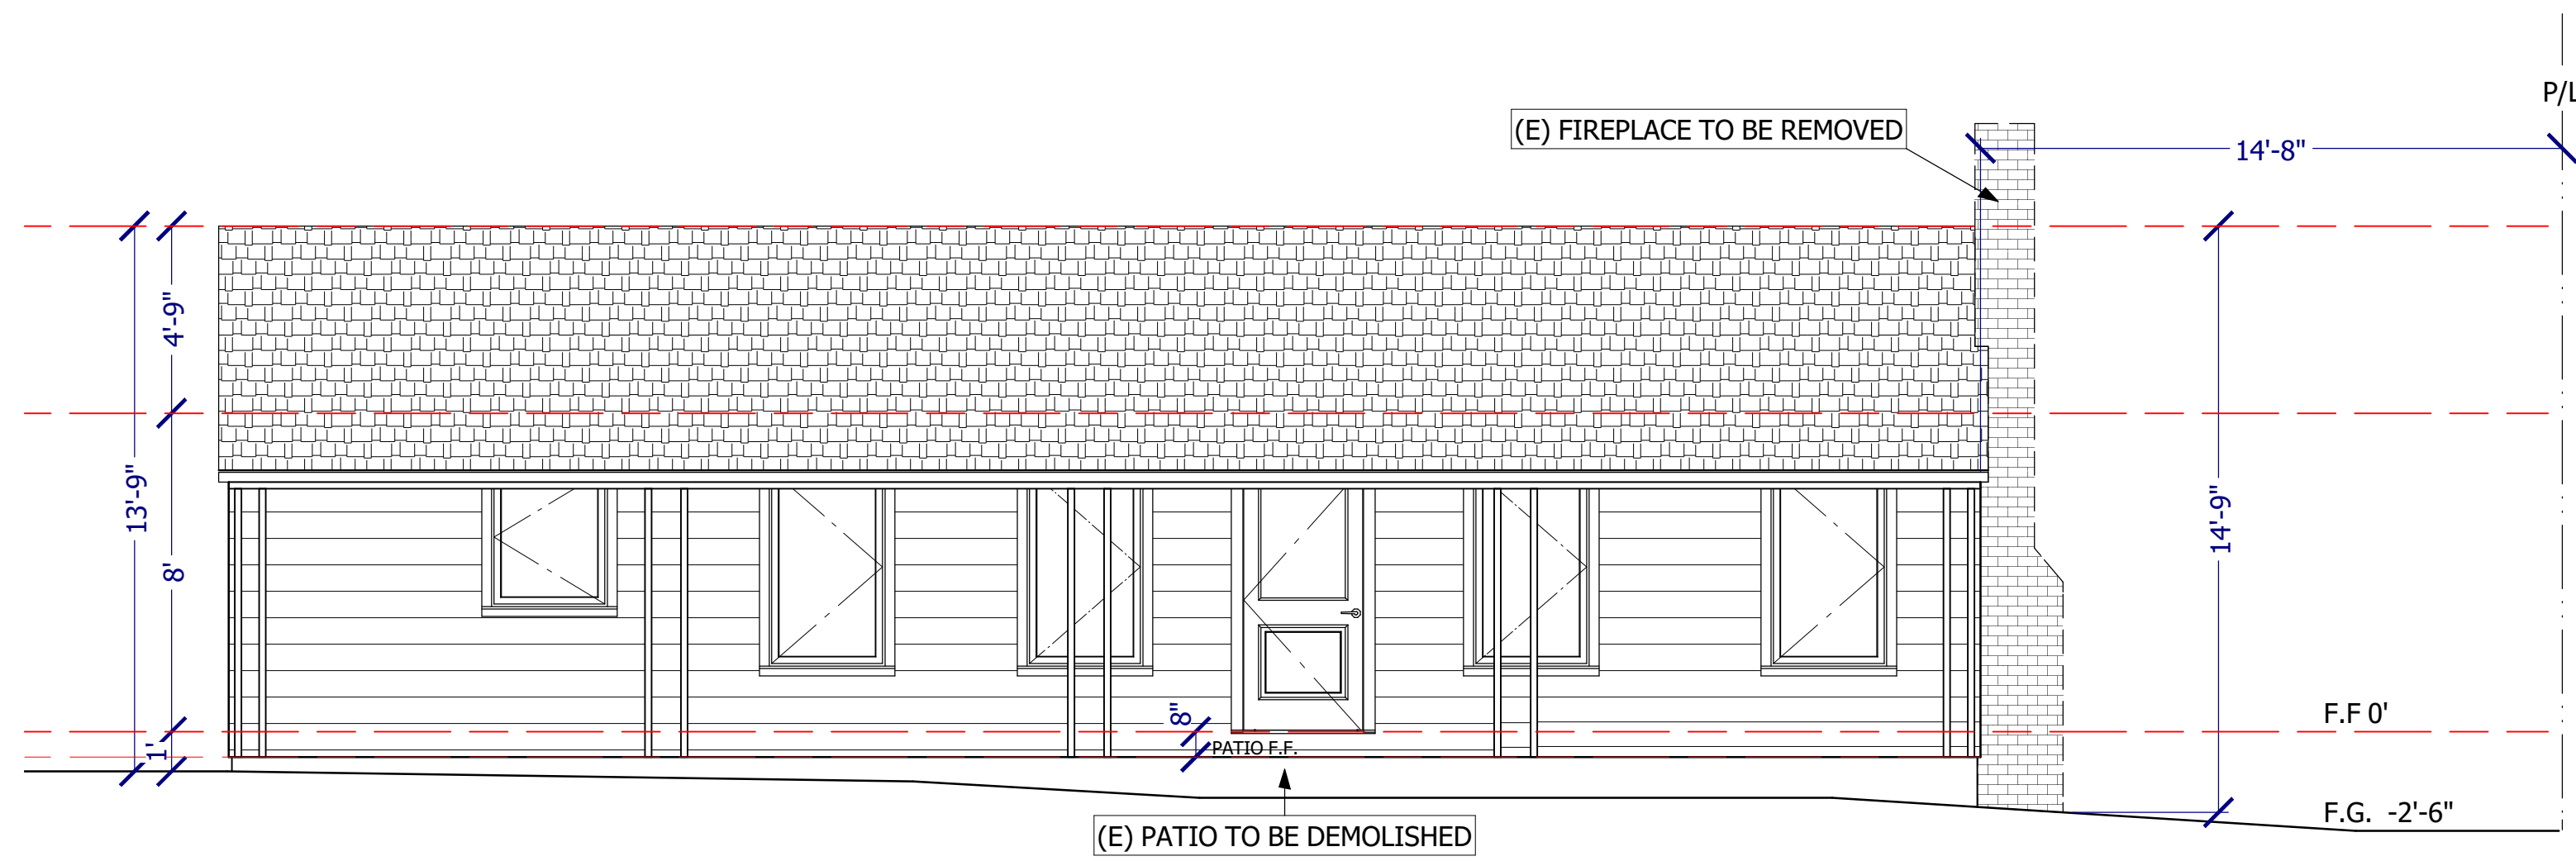 P/L
(E) FIREPLACE TO BE REMOVED
14'-8"
4'-9"
13'-9"
8'
14'-9"
8"
F.F 0'
1'
PATIO F.F.
F.G. -2'-6"
(E) PATIO TO BE DEMOLISHED